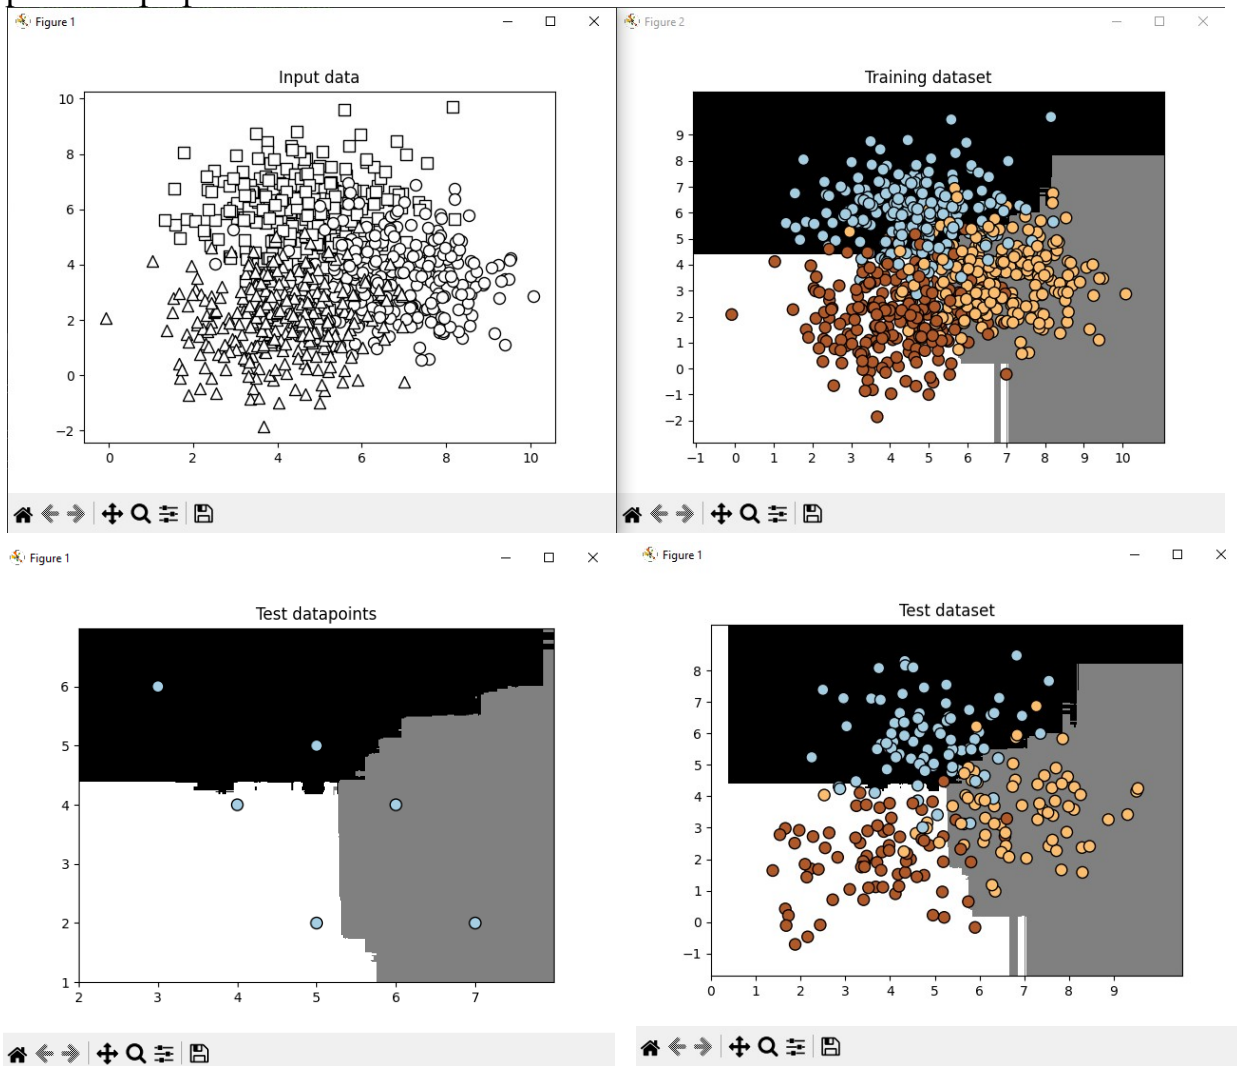 Figure 1
Input data
10
8
6
4
2
0
−2
0 2 4 6 8 10
Figure 2
Training dataset
9
8
7
6
5
4
3
2
1
0
−1
−2
−1 0 1 2 3 4 5 6 7 8 9 10
Figure 1
Test datapoints
6
5
4
3
2
1
2 3 4 5 6 7
Figure 1
Test dataset
8
7
6
5
4
3
2
1
0
−1
0 1 2 3 4 5 6 7 8 9